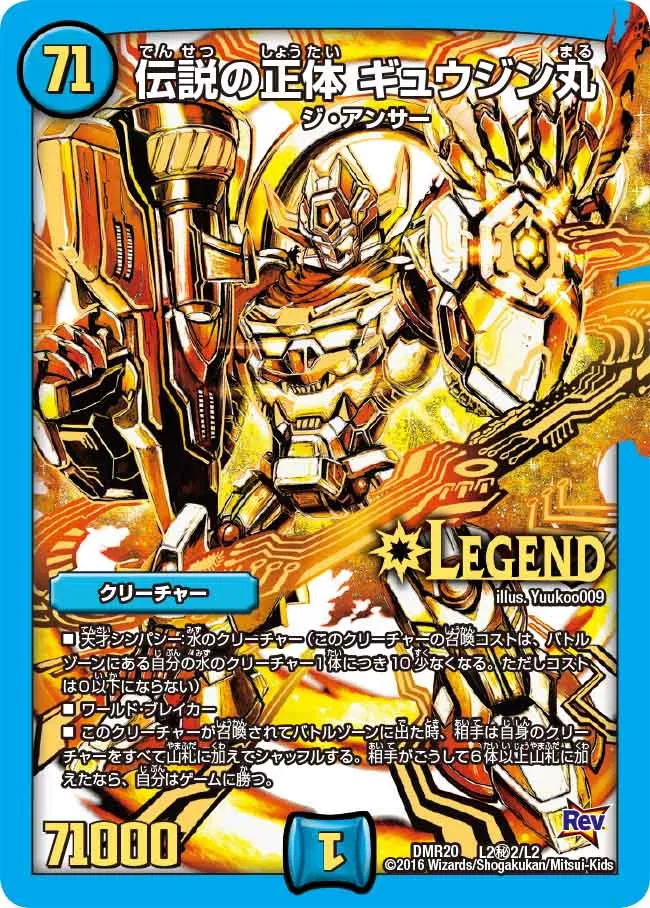 71
でんせつ しょうたい まる
伝説の正体 ギュウジン丸
ジ・アンサー
LEGEND
illus. Yuukoo009
クリーチャー
■ 天才シンパシー:水のクリーチャー(このクリーチャーの召喚コストは、バトル
ゾーンにある自分の水のクリーチャー1体につき10少なくなる。ただしコスト
は0以下にならない)
■ ワールド・ブレイカー
■ このクリーチャーが召喚されてバトルゾーンに出た時、相手は自身のクリー
チャーをすべて山札に加えてシャッフルする。相手がこうして6体以上山札に加
えたなら、自分はゲームに勝つ。
71000
1
Rev
DMR20 L2㊙2/L2
©2016 Wizards/Shogakukan/Mitsui-Kids